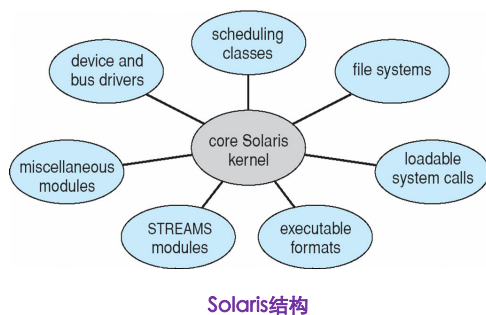 scheduling
classes
device and
bus drivers
file systems
core Solaris
kernel
miscellaneous
modules
loadable
system calls
STREAMS
modules
executable
formats
Solaris结构